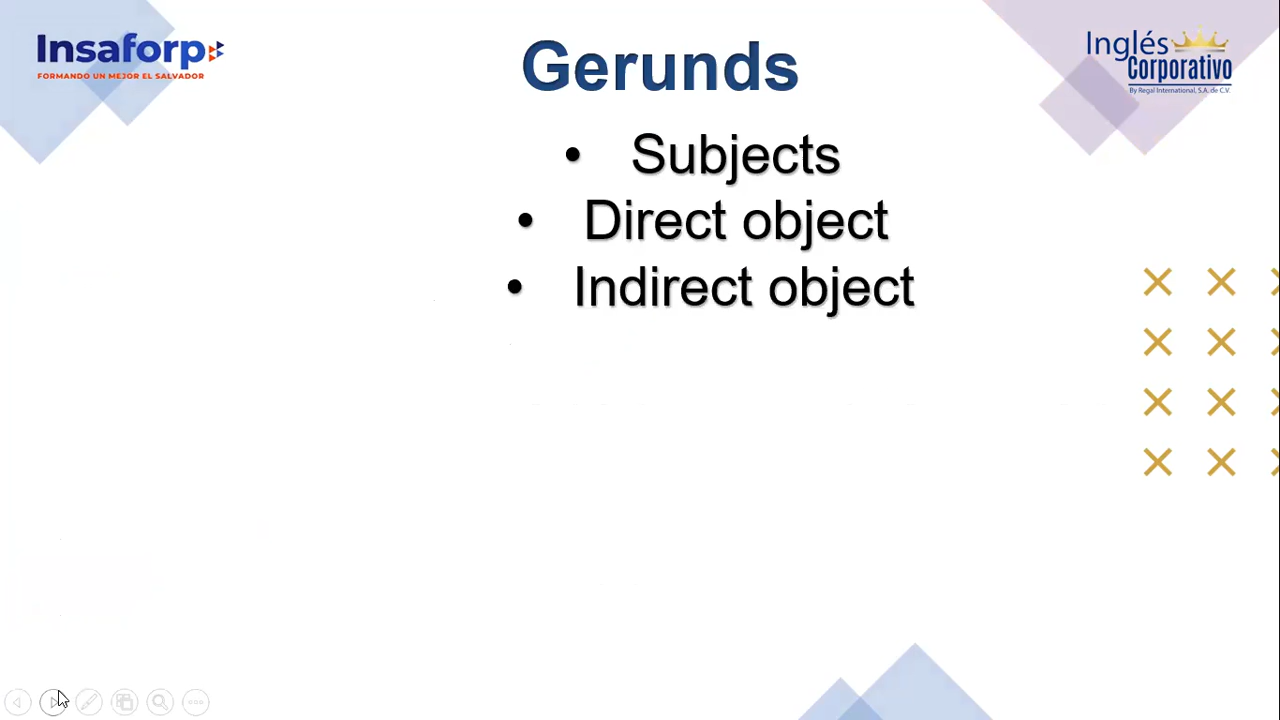 Insaforp
FORMANDO UN MEJOR EL SALVADOR
Gerunds
Inglés
Corporativo
By Regal International, S.A. de C.V.
• Subjects
• Direct object
• Indirect object